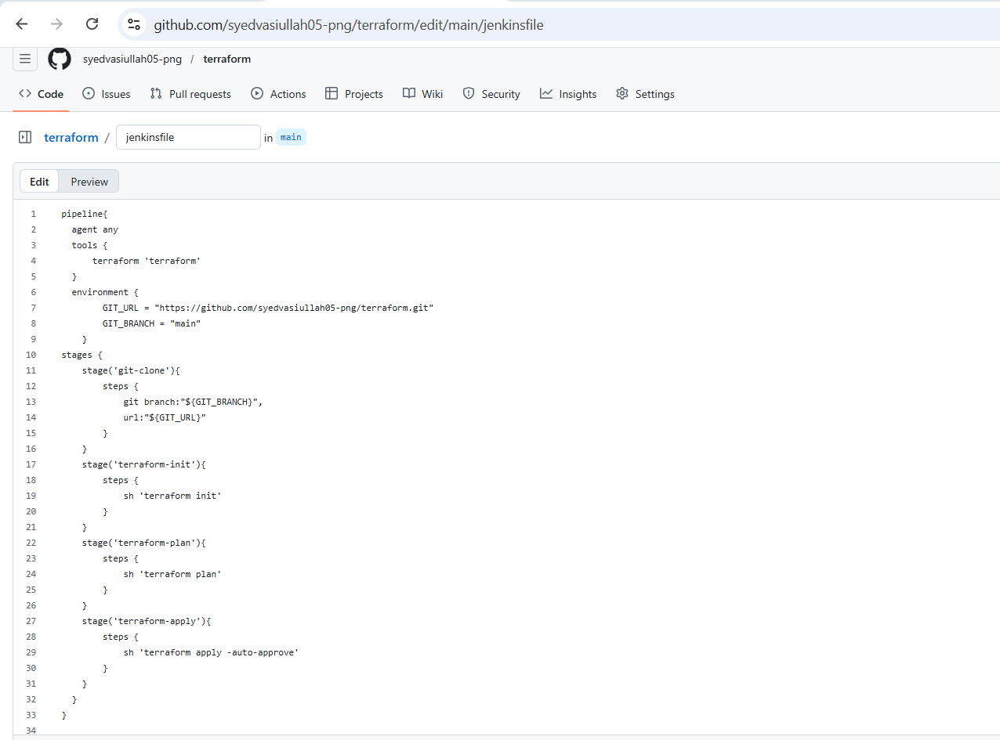 github.com/syedvasiullah05-png/terraform/edit/main/jenkinsfile
syedvasiullah05-png / terraform
Code Issues Pull requests Actions Projects Wiki Security Insights Settings
terraform / jenkinsfile in main
Edit Preview
1 pipeline{
2 agent any
3 tools {
4 terraform 'terraform'
5 }
6 environment {
7 GIT_URL = "https://github.com/syedvasiullah05-png/terraform.git"
8 GIT_BRANCH = "main"
9 }
10 stages {
11 stage('git-clone'){
12 steps {
13 git branch:"${GIT_BRANCH}",
14 url:"${GIT_URL}"
15 }
16 }
17 stage('terraform-init'){
18 steps {
19 sh 'terraform init'
20 }
21 }
22 stage('terraform-plan'){
23 steps {
24 sh 'terraform plan'
25 }
26 }
27 stage('terraform-apply'){
28 steps {
29 sh 'terraform apply -auto-approve'
30 }
31 }
32 }
33 }
34